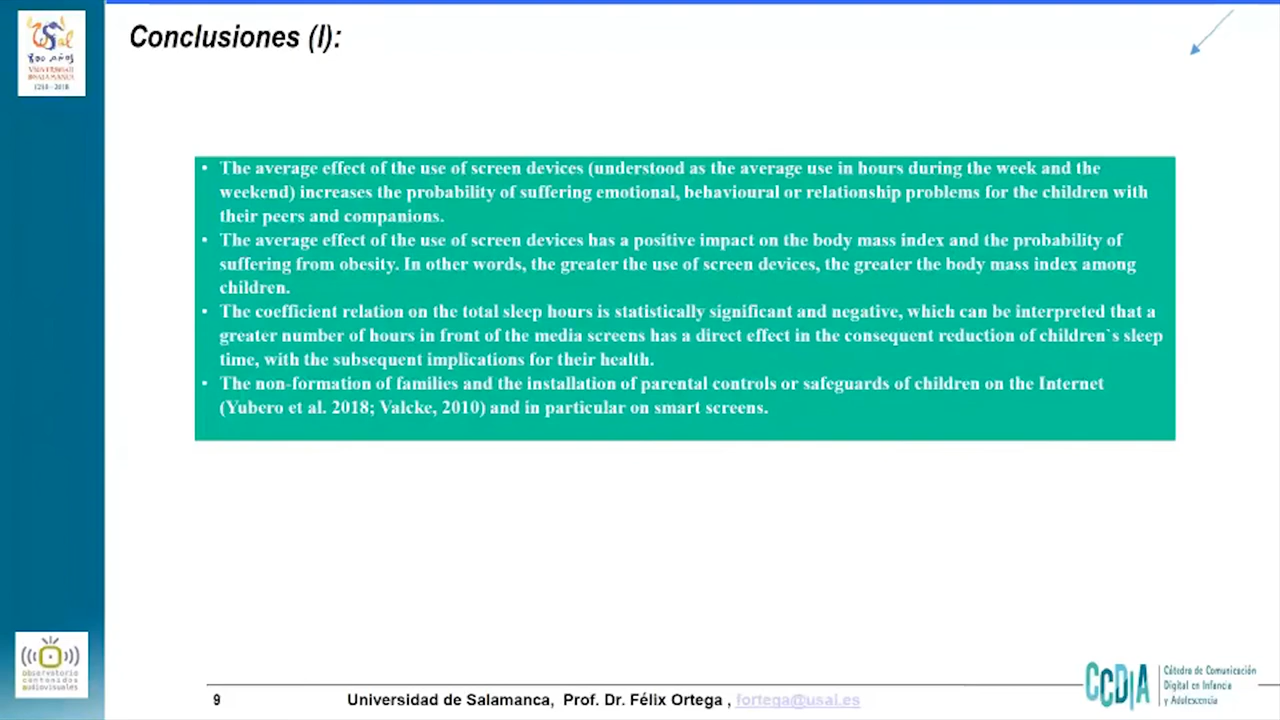 Conclusiones (I):
800 AÑOS
1218 - 2018
• The average effect of the use of screen devices (understood as the average use in hours during the week and the
weekend) increases the probability of suffering emotional, behavioural or relationship problems for the children with
their peers and companions.
• The average effect of the use of screen devices has a positive impact on the body mass index and the probability of
suffering from obesity. In other words, the greater the use of screen devices, the greater the body mass index among
children.
• The coefficient relation on the total sleep hours is statistically significant and negative, which can be interpreted that a
greater number of hours in front of the media screens has a direct effect in the consequent reduction of children`s sleep
time, with the subsequent implications for their health.
• The non-formation of families and the installation of parental controls or safeguards of children on the Internet
(Yubero et al. 2018; Valcke, 2010) and in particular on smart screens.
observatorio
contenidos
audiovisuales
9 Universidad de Salamanca, Prof. Dr. Félix Ortega , fortega@usal.es
CCDIA
Cátedra de Comunicación
Digital en Infancia
y Adolescencia